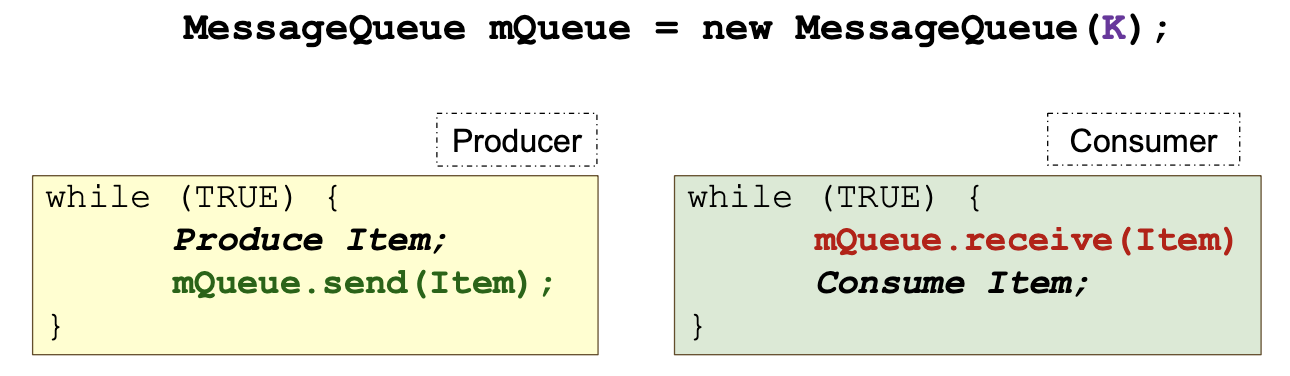 MessageQueue mQueue = new MessageQueue(K);
Producer
while (TRUE) {
Produce Item;
mQueue.send(Item);
}
Consumer
while (TRUE) {
mQueue.receive(Item)
Consume Item;
}